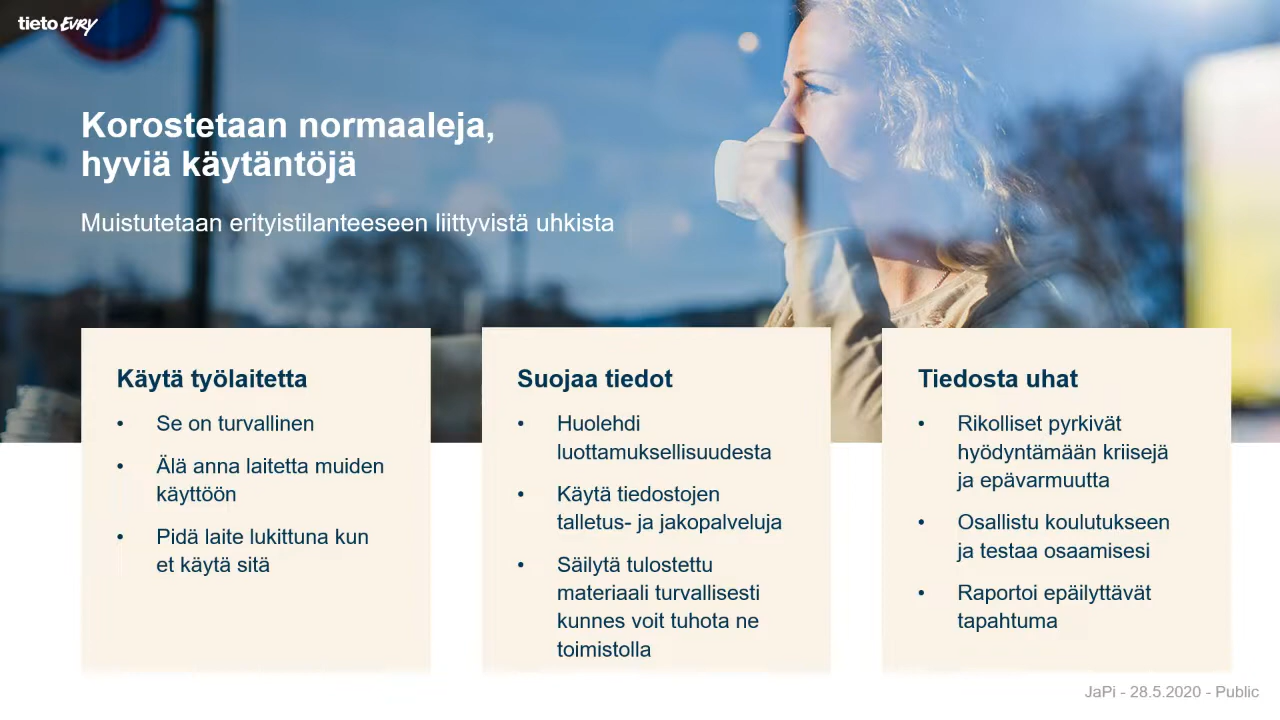 tieto EVRY
Korostetaan normaaleja,
hyviä käytäntöjä
Muistutetaan erityistilanteeseen liittyvistä uhkista
Käytä työlaitetta
• Se on turvallinen
• Älä anna laitetta muiden
käyttöön
• Pidä laite lukittuna kun
et käytä sitä
Suojaa tiedot
• Huolehdi
luottamuksellisuudesta
• Käytä tiedostojen
talletus- ja jakopalveluja
• Säilytä tulostettu
materiaali turvallisesti
kunnes voit tuhota ne
toimistolla
Tiedosta uhat
• Rikolliset pyrkivät
hyödyntämään kriisejä
ja epävarmuutta
• Osallistu koulutukseen
ja testaa osaamisesi
• Raportoi epäilyttävät
tapahtuma
JaPi - 28.5.2020 - Public